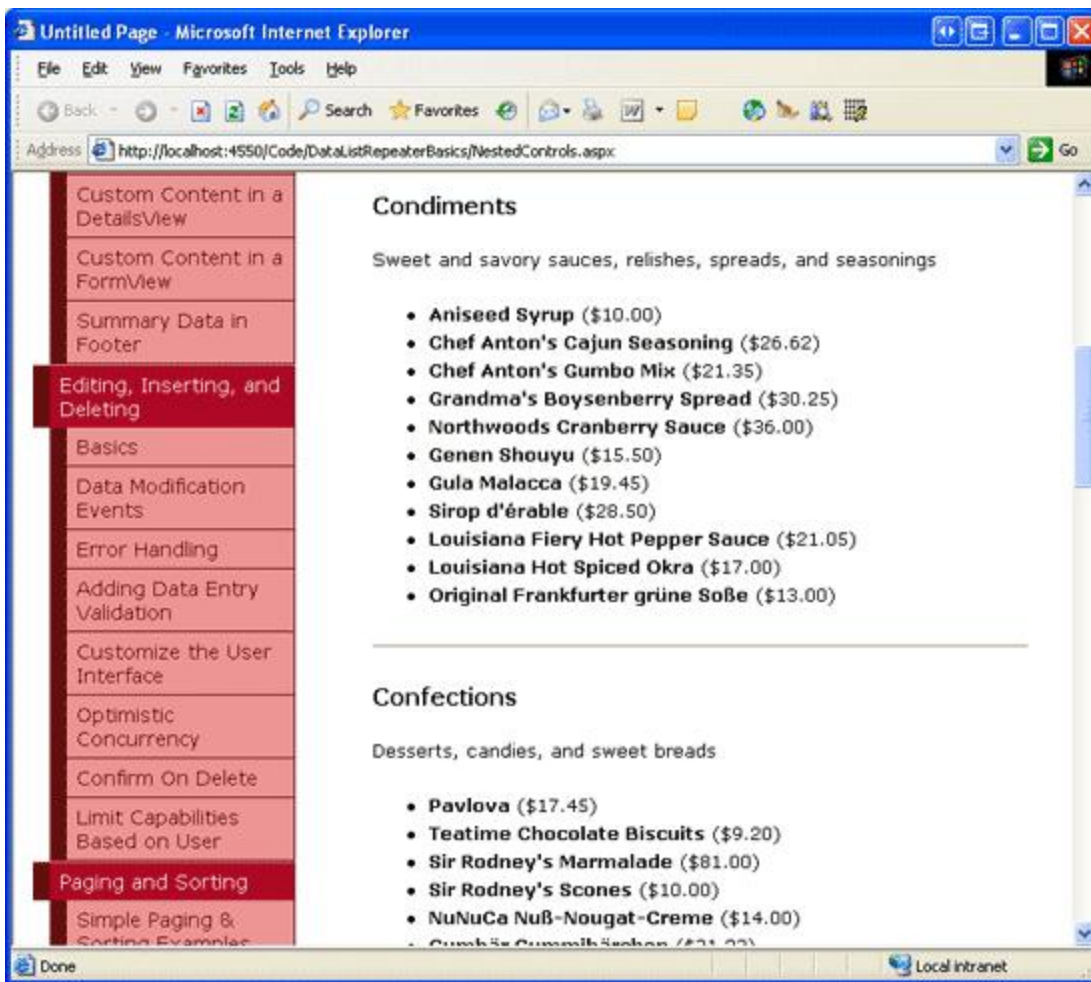 Untitled Page - Microsoft Internet Explorer
File Edit View Favorites Tools Help
Back Search Favorites
Address http://localhost:4550/Code/DataListRepeaterBasics/NestedControls.aspx Go
Custom Content in a
DetailsView
Custom Content in a
FormView
Summary Data in
Footer
Editing, Inserting, and
Deleting
Basics
Data Modification
Events
Error Handling
Adding Data Entry
Validation
Customize the User
Interface
Optimistic
Concurrency
Confirm On Delete
Limit Capabilities
Based on User
Paging and Sorting
Simple Paging &
Sorting Examples
Condiments
Sweet and savory sauces, relishes, spreads, and seasonings
• Aniseed Syrup ($10.00)
• Chef Anton's Cajun Seasoning ($26.62)
• Chef Anton's Gumbo Mix ($21.35)
• Grandma's Boysenberry Spread ($30.25)
• Northwoods Cranberry Sauce ($36.00)
• Genen Shouyu ($15.50)
• Gula Malacca ($19.45)
• Sirop d'érable ($28.50)
• Louisiana Fiery Hot Pepper Sauce ($21.05)
• Louisiana Hot Spiced Okra ($17.00)
• Original Frankfurter grüne Soße ($13.00)
Confections
Desserts, candies, and sweet breads
• Pavlova ($17.45)
• Teatime Chocolate Biscuits ($9.20)
• Sir Rodney's Marmalade ($81.00)
• Sir Rodney's Scones ($10.00)
• NuNuCa Nuß-Nougat-Creme ($14.00)
Done Local intranet